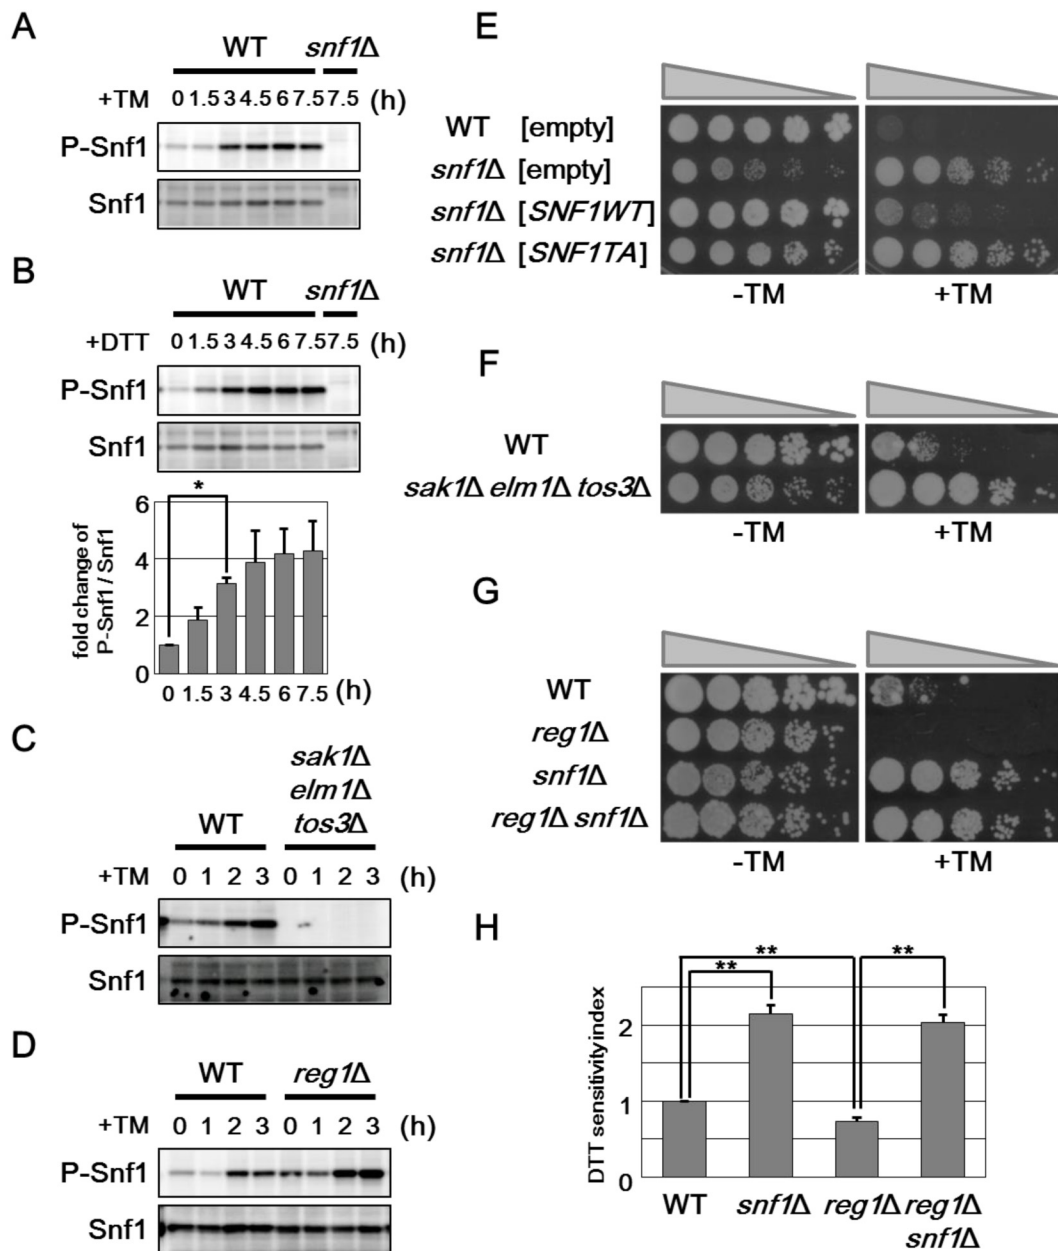 A
WT snf1Δ
+TM 0 1.5 3 4.5 6 7.5 7.5 (h)
P-Snf1
Snf1
B
WT snf1Δ
+DTT 0 1.5 3 4.5 6 7.5 7.5 (h)
P-Snf1
Snf1
fold change of
P-Snf1 / Snf1
6
4
2
0
*
0 1.5 3 4.5 6 7.5 (h)
C
sak1Δ
elm1Δ
WT tos3Δ
+TM 0 1 2 3 0 1 2 3 (h)
P-Snf1
Snf1
D
WT reg1Δ
+TM 0 1 2 3 0 1 2 3 (h)
P-Snf1
Snf1
E
WT [empty]
snf1Δ [empty]
snf1Δ [SNF1WT]
snf1Δ [SNF1TA]
-TM +TM
F
WT
sak1Δ elm1Δ tos3Δ
-TM +TM
G
WT
reg1Δ
snf1Δ
reg1Δ snf1Δ
-TM +TM
H
** ** **
DTT sensitivity index
2
1
0
WT snf1Δ reg1Δ reg1Δ
snf1Δ